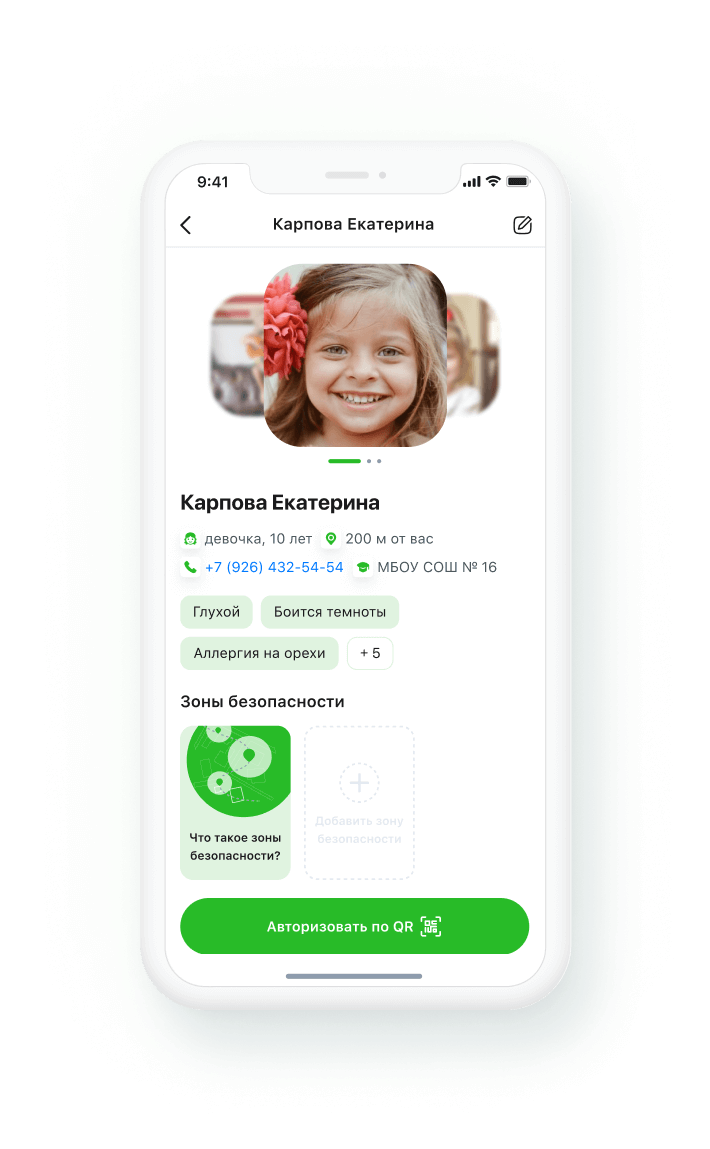 9:41
Карпова Екатерина
Карпова Екатерина
девочка, 10 лет 200 м от вас
+7 (926) 432-54-54 МБОУ СОШ № 16
Глухой Боится темноты
Аллергия на орехи + 5
Зоны безопасности
Что такое зоны
безопасности?
Добавить зону
безопасности
Авторизовать по QR